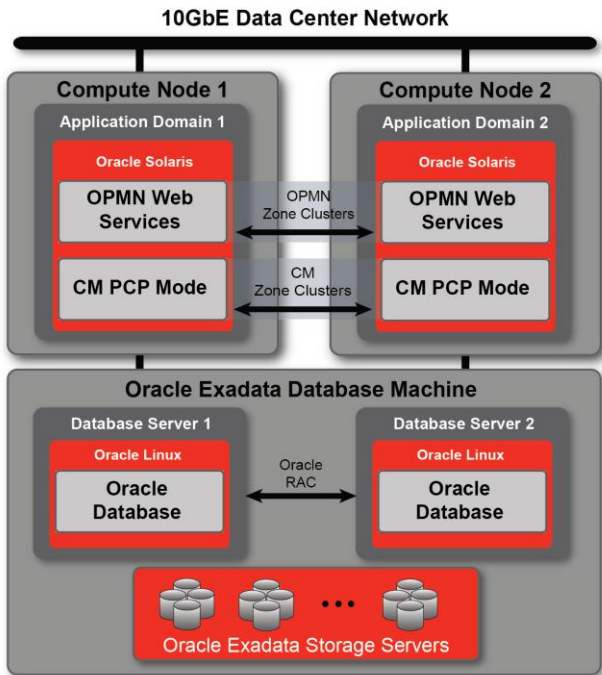 10GbE Data Center Network
Compute Node 1
Application Domain 1
Oracle Solaris
OPMN Web
Services
CM PCP Mode
OPMN
Zone Clusters
CM
Zone Clusters
Compute Node 2
Application Domain 2
Oracle Solaris
OPMN Web
Services
CM PCP Mode
Oracle Exadata Database Machine
Database Server 1
Oracle Linux
Oracle
Database
Oracle
RAC
Database Server 2
Oracle Linux
Oracle
Database
Oracle Exadata Storage Servers